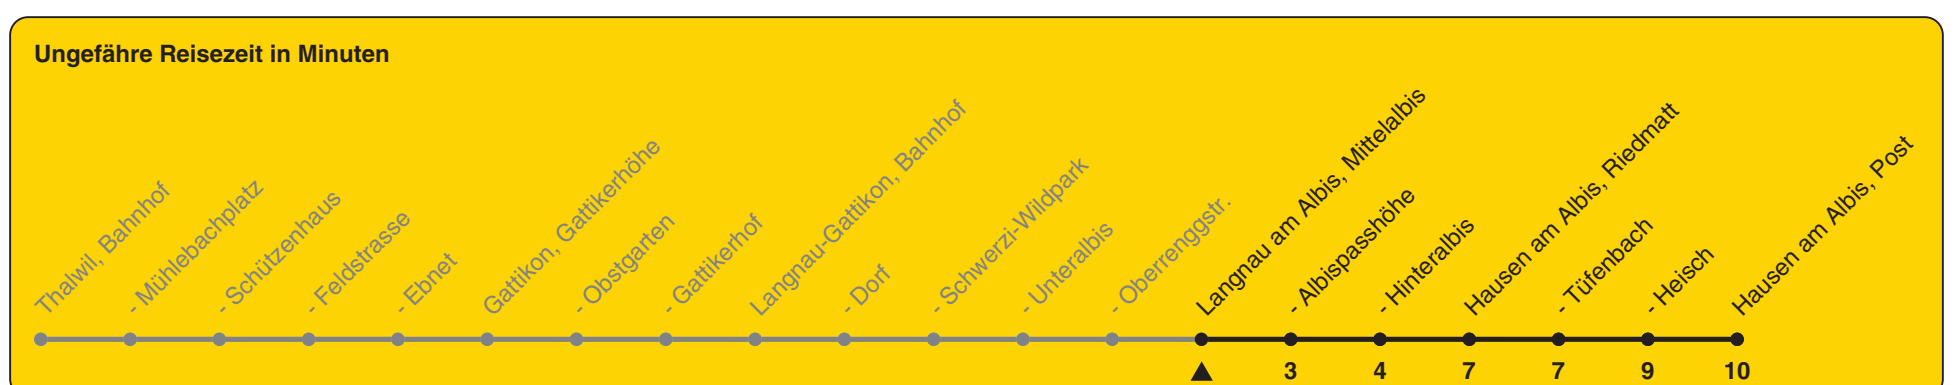 Ungefähre Reisezeit in Minuten
Thalwil, Bahnhof
- Mühlebachplatz
- Schützenhaus
- Feldstrasse
- Ebnet
Gattikon, Gattikerhöhe
- Obstgarten
- Gattikerhof
Langnau-Gattikon, Bahnhof
- Dorf
- Schwerzi-Wildpark
- Unteralbis
- Oberrenggstr.
Langnau am Albis, Mittelalbis
- Albispasshöhe
- Hinteralbis
Hausen am Albis, Riedmatt
- Tüfenbach
- Heisch
Hausen am Albis, Post
3 4 7 7 9 10